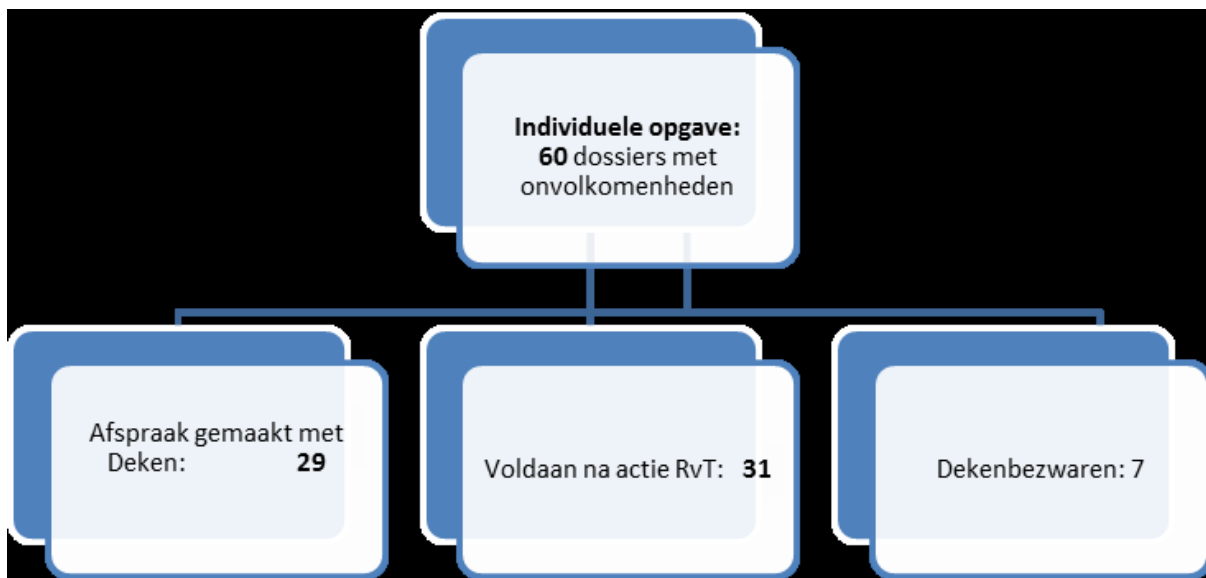 Individuele opgave:
60 dossiers met
onvolkomenheden
Afspraak gemaakt met
Deken: 29
Voldaan na actie RvT: 31
Dekenbezwaren: 7